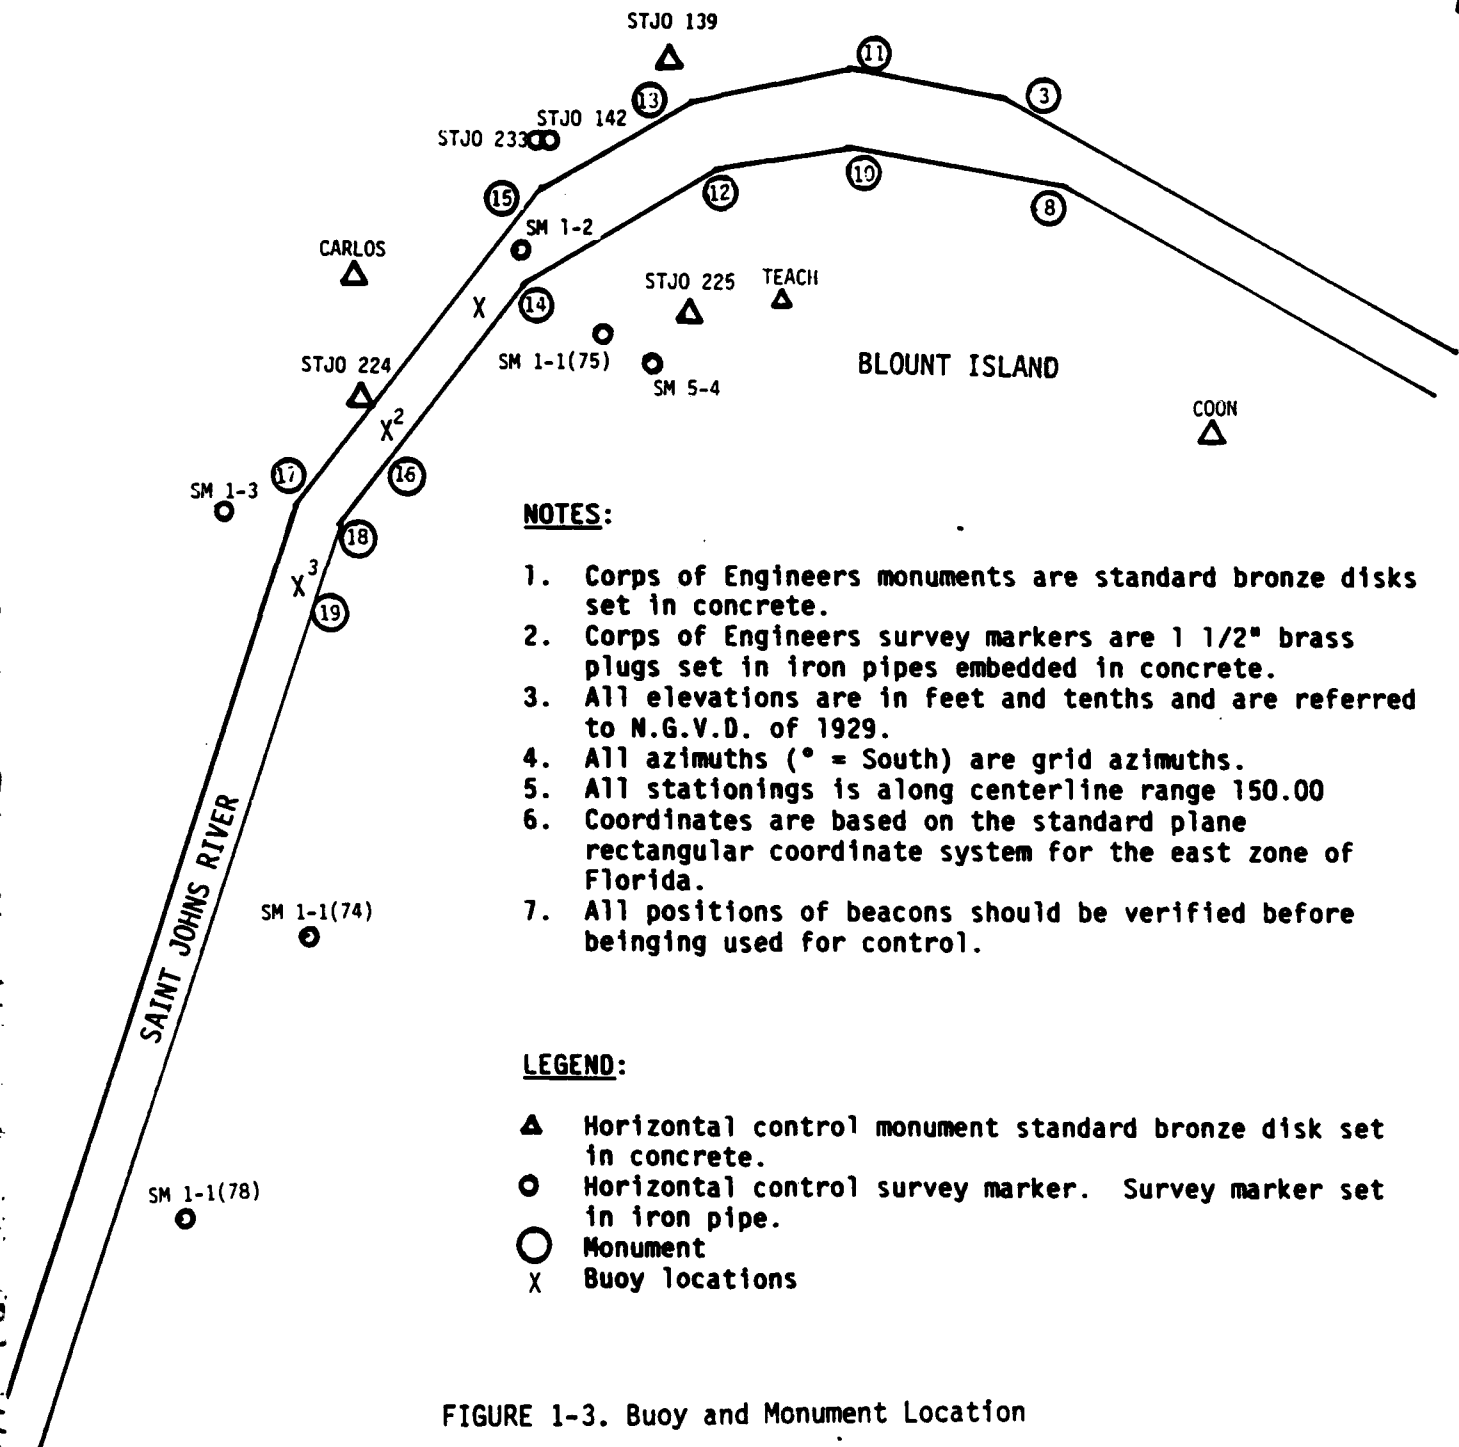 STJO 139
11
13
3
STJO 142
STJO 233
10
15
12
8
SM 1-2
CARLOS
STJO 225
TEACH
X
14
SM 1-1(75)
STJO 224
BLOUNT ISLAND
SM 5-4
COON
X2
17
16
SM 1-3
18
X3
19
NOTES:
1. Corps of Engineers monuments are standard bronze disks
set in concrete.
2. Corps of Engineers survey markers are 1 1/2" brass
plugs set in iron pipes embedded in concrete.
3. All elevations are in feet and tenths and are referred
to N.G.V.D. of 1929.
4. All azimuths (° = South) are grid azimuths.
5. All stationings is along centerline range 150.00
6. Coordinates are based on the standard plane
rectangular coordinate system for the east zone of
Florida.
7. All positions of beacons should be verified before
beinging used for control.
SAINT JOHNS RIVER
SM 1-1(74)
LEGEND:
Horizontal control monument standard bronze disk set
in concrete.
Horizontal control survey marker. Survey marker set
in iron pipe.
Monument
X Buoy locations
SM 1-1(78)
FIGURE 1-3. Buoy and Monument Location